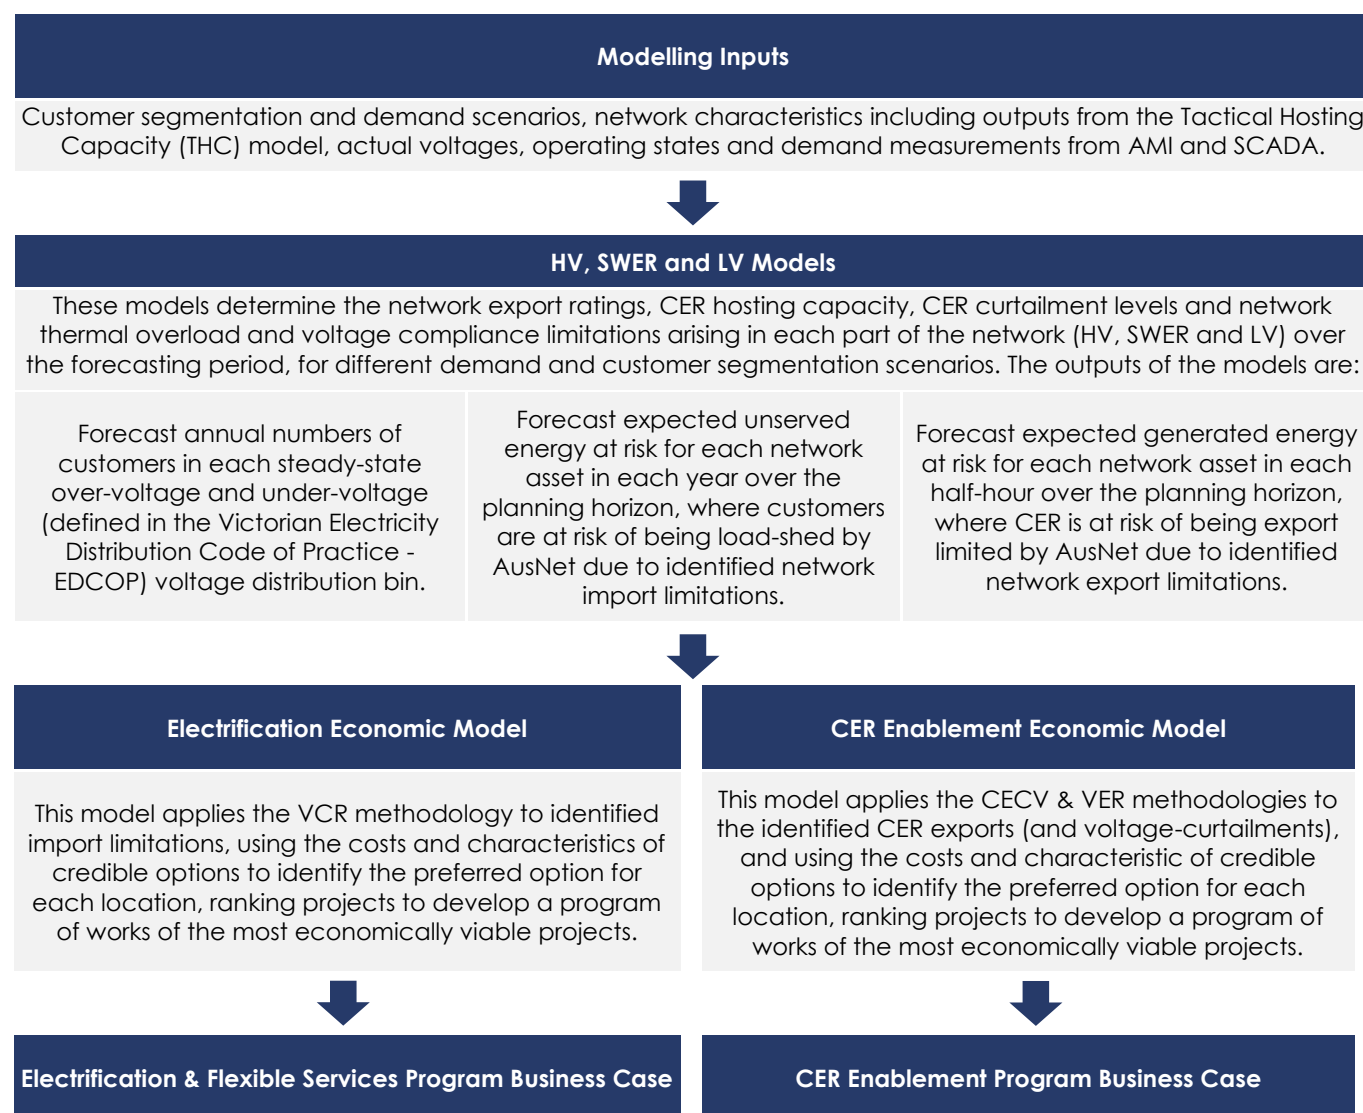 Modelling Inputs
Customer segmentation and demand scenarios, network characteristics including outputs from the Tactical Hosting
Capacity (THC) model, actual voltages, operating states and demand measurements from AMI and SCADA.
HV, SWER and LV Models
These models determine the network export ratings, CER hosting capacity, CER curtailment levels and network
thermal overload and voltage compliance limitations arising in each part of the network (HV, SWER and LV) over
the forecasting period, for different demand and customer segmentation scenarios. The outputs of the models are:
Forecast annual numbers of
customers in each steady-state
over-voltage and under-voltage
(defined in the Victorian Electricity
Distribution Code of Practice -
EDCOP) voltage distribution bin.
Forecast expected unserved
energy at risk for each network
asset in each year over the
planning horizon, where customers
are at risk of being load-shed by
AusNet due to identified network
import limitations.
Forecast expected generated energy
at risk for each network asset in each
half-hour over the planning horizon,
where CER is at risk of being export
limited by AusNet due to identified
network export limitations.
Electrification Economic Model
This model applies the VCR methodology to identified
import limitations, using the costs and characteristics of
credible options to identify the preferred option for
each location, ranking projects to develop a program
of works of the most economically viable projects.
CER Enablement Economic Model
This model applies the CECV & VER methodologies to
the identified CER exports (and voltage-curtailments),
and using the costs and characteristic of credible
options to identify the preferred option for each
location, ranking projects to develop a program of
works of the most economically viable projects.
Electrification & Flexible Services Program Business Case
CER Enablement Program Business Case